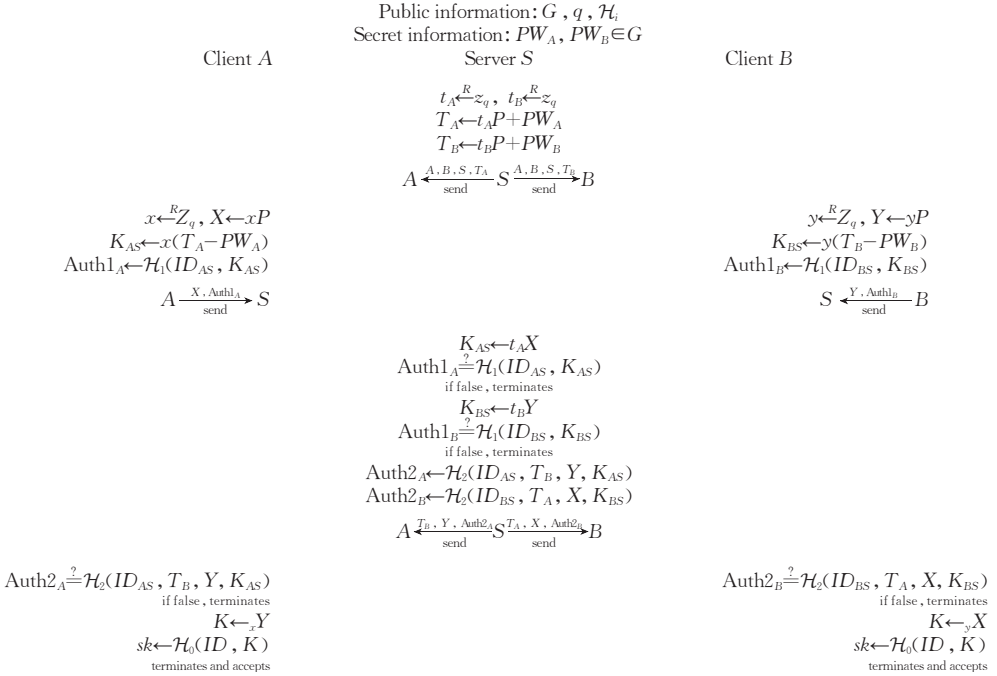 Public information: G , q , ℋᵢ
Secret information: PW_A , PW_B∈G
Client A Server S Client B
t_A ←R z_q , t_B ←R z_q
T_A←t_AP+PW_A
T_B←t_BP+PW_B
A ←A , B , S , T_A send S A , B , S , T_B→ send B
x←R Z_q , X←xP y←R Z_q , Y←yP
K_AS←x(T_A−PW_A) K_BS←y(T_B−PW_B)
Auth1_A←ℋ₁(ID_AS , K_AS) Auth1_B←ℋ₁(ID_BS , K_BS)
A X , Auth1_A→ send S S ←Y , Auth1_B send B
K_AS←t_AX
Auth1_A ?= ℋ₁(ID_AS , K_AS)
if false , terminates
K_BS←t_BY
Auth1_B ?= ℋ₁(ID_BS , K_BS)
if false , terminates
Auth2_A←ℋ₂(ID_AS , T_B , Y , K_AS)
Auth2_B←ℋ₂(ID_BS , T_A , X , K_BS)
A ←T_B , Y , Auth2_A send S T_A , X , Auth2_B→ send B
Auth2_A ?= ℋ₂(ID_AS , T_B , Y , K_AS) Auth2_B ?= ℋ₂(ID_BS , T_A , X , K_BS)
if false , terminates if false , terminates
K←ₓY K←_yX
sk←ℋ₀(ID , K) sk←ℋ₀(ID , K)
terminates and accepts terminates and accepts